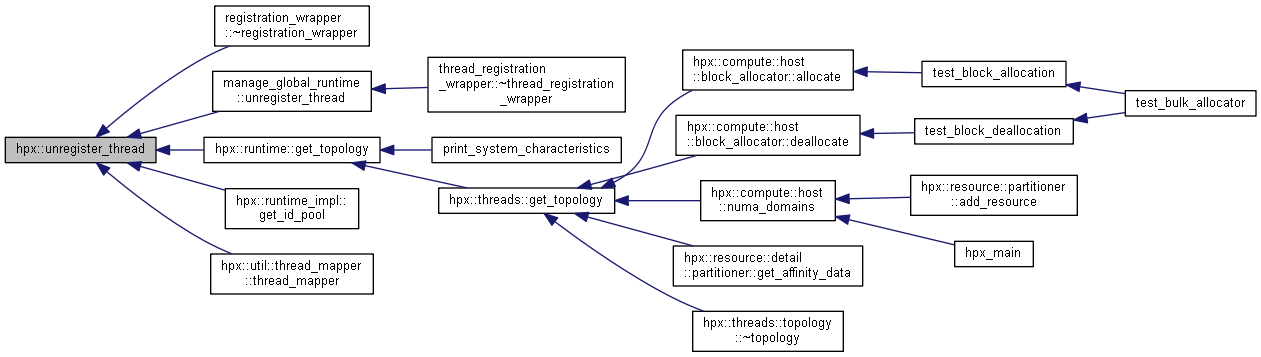 registration_wrapper
::~registration_wrapper
manage_global_runtime
::unregister_thread
thread_registration
_wrapper::~thread_registration
_wrapper
hpx::compute::host
::block_allocator::allocate
test_block_allocation
test_bulk_allocator
hpx::compute::host
::block_allocator::deallocate
test_block_deallocation
hpx::unregister_thread
hpx::runtime::get_topology
print_system_characteristics
hpx::threads::get_topology
hpx::compute::host
::numa_domains
hpx::resource::partitioner
::add_resource
hpx::runtime_impl::
get_id_pool
hpx_main
hpx::util::thread_mapper
::thread_mapper
hpx::resource::detail
::partitioner::get_affinity_data
hpx::threads::topology
::~topology